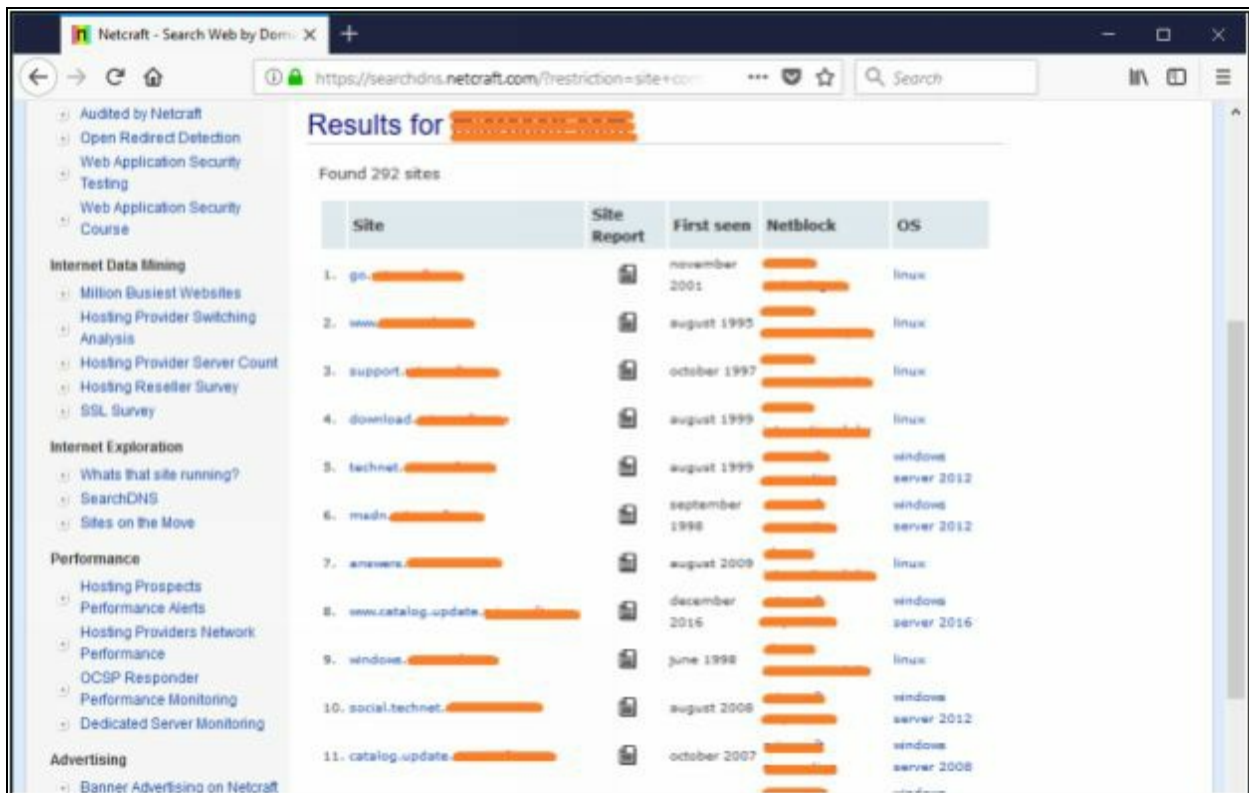 Netcraft - Search Web by Dom
https://searchdns.netcraft.com/?restriction=site+con
Search
Audited by Netcraft
Open Redirect Detection
Web Application Security
Testing
Web Application Security
Course
Internet Data Mining
Million Busiest Websites
Hosting Provider Switching
Analysis
Hosting Provider Server Count
Hosting Reseller Survey
SSL Survey
Internet Exploration
Whats that site running?
SearchDNS
Sites on the Move
Performance
Hosting Prospects
Performance Alerts
Hosting Providers Network
Performance
OCSP Responder
Performance Monitoring
Dedicated Server Monitoring
Advertising
Banner Advertising on Netcraft
Results for
Found 292 sites
Site Site Report First seen Netblock OS
1. go. november 2001 linux
2. www. august 1995 linux
3. support. october 1997 linux
4. download. august 1999 linux
5. technet. august 1999 windows server 2012
6. msdn. september 1998 windows server 2012
7. answers. august 2009 linux
8. www.catalog.update. december 2016 windows server 2016
9. windows. june 1998 linux
10. social.technet. august 2008 windows server 2012
11. catalog.update. october 2007 windows server 2008